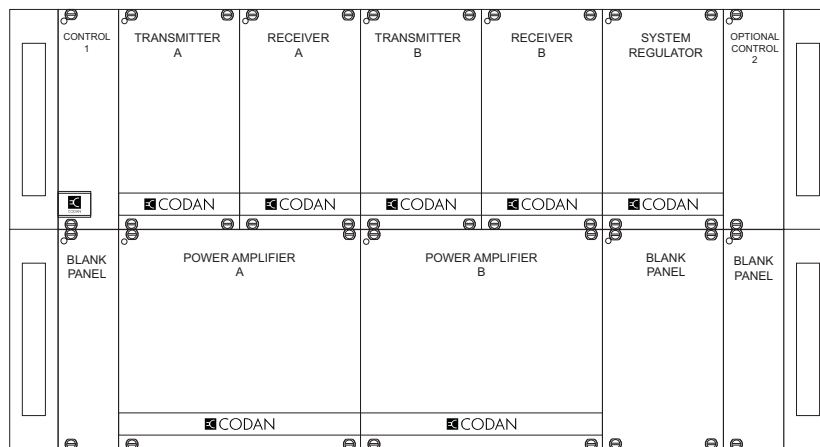 CONTROL
1
TRANSMITTER
A
RECEIVER
A
TRANSMITTER
B
RECEIVER
B
SYSTEM
REGULATOR
OPTIONAL
CONTROL
2
CODAN
CODAN
CODAN
CODAN
CODAN
CODAN
BLANK
PANEL
POWER AMPLIFIER
A
POWER AMPLIFIER
B
BLANK
PANEL
BLANK
PANEL
CODAN
CODAN